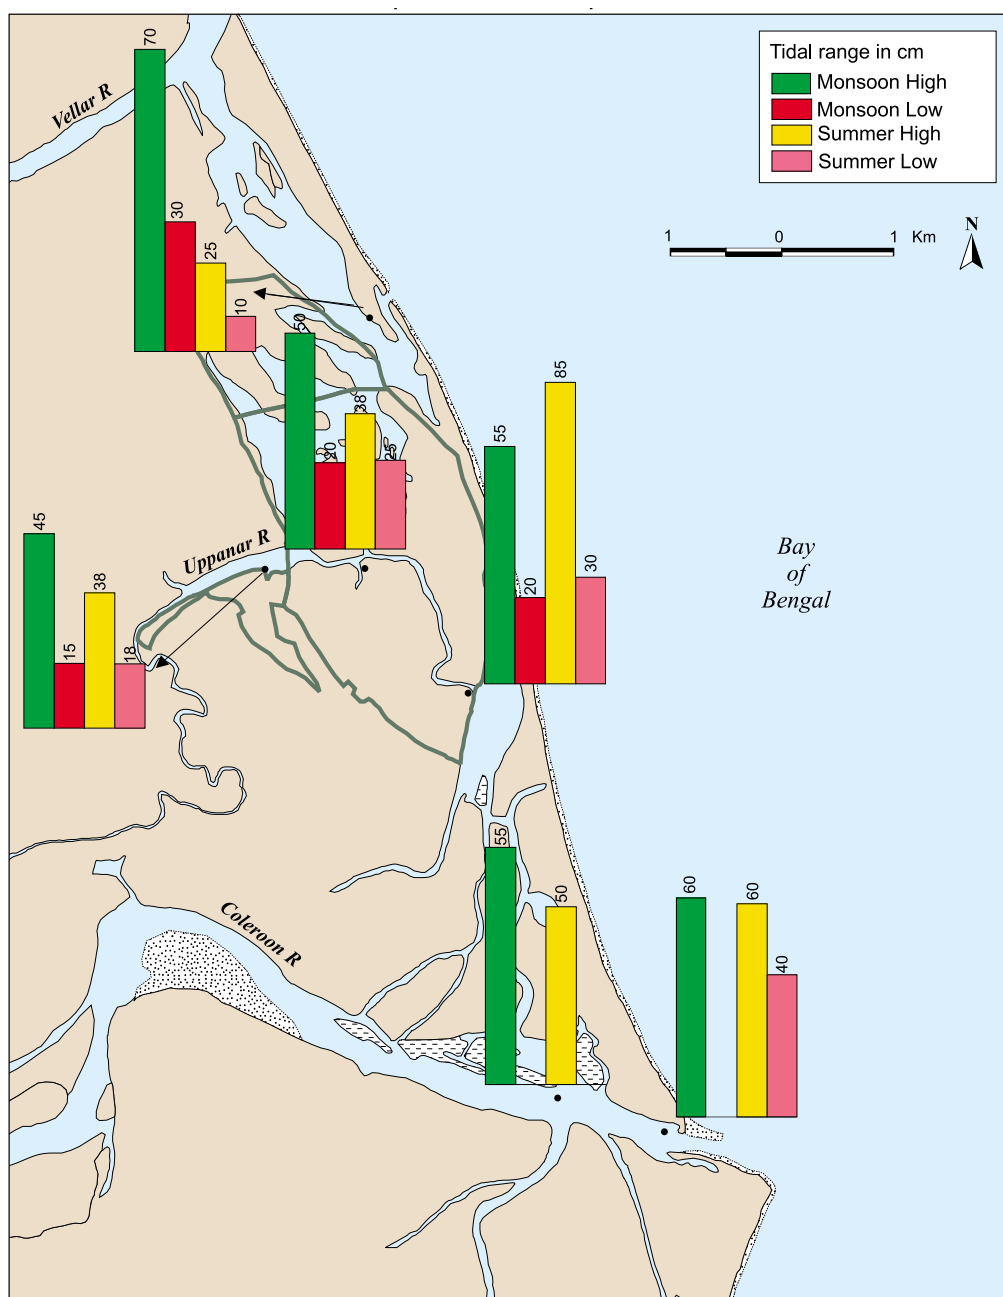 Tidal range in cm
Monsoon High
Monsoon Low
Summer High
Summer Low
1 0 1 Km
N
Vellar R
70
30
25
10
50
20
38
25
55
20
85
30
Uppanar R
45
15
38
18
Bay
of
Bengal
Coleroon R
55
50
60
60
40